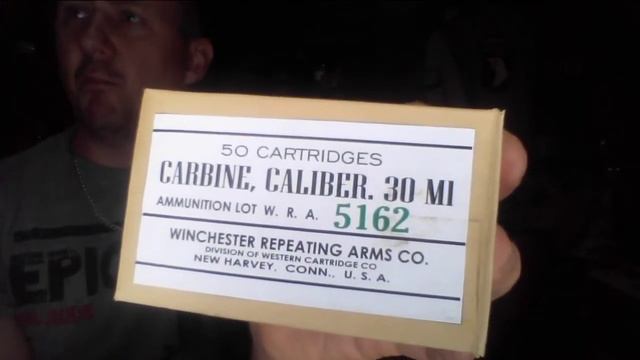 50 CARTRIDGES
CARBINE, CALIBER. 30 MI
AMMUNITION LOT W. R. A. 5162
WINCHESTER REPEATING ARMS CO.
DIVISION OF WESTERN CARTRIDGE CO
NEW HARVEY, CONN., U. S. A.
EPIC